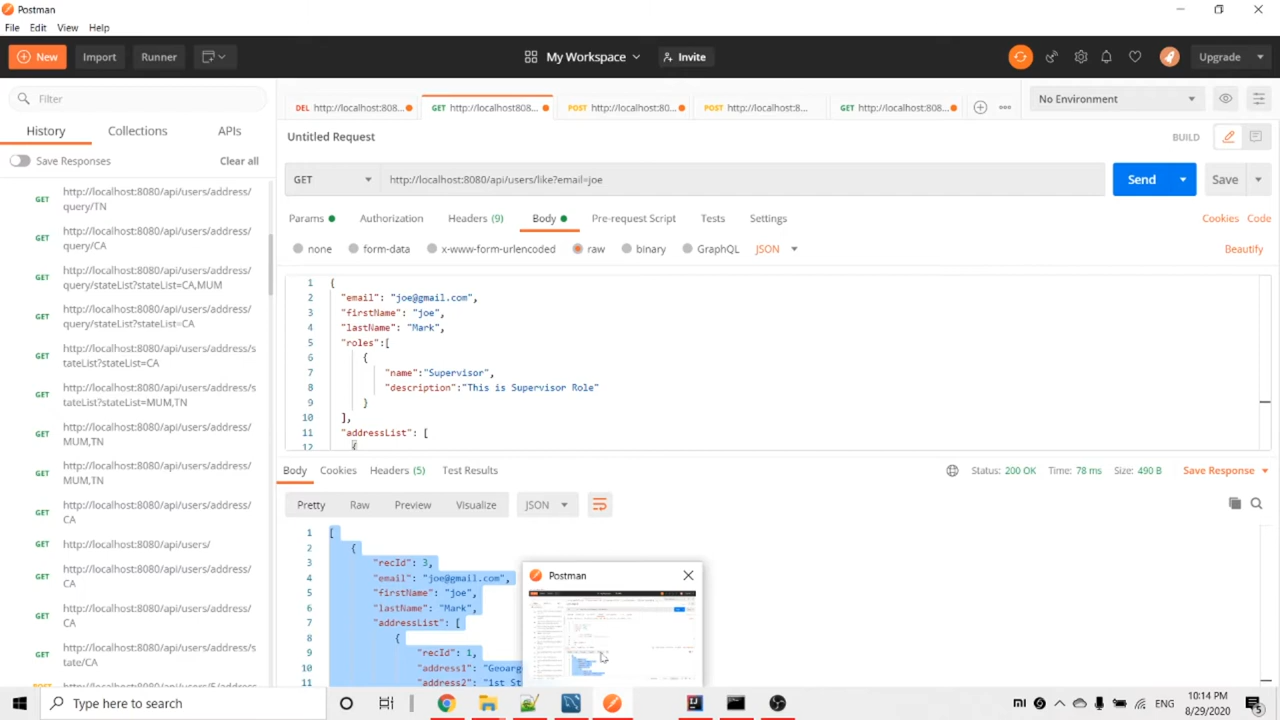 Postman
File Edit View Help
New Import Runner My Workspace Invite Upgrade
Filter
History Collections APIs
Save Responses Clear all
GET http://localhost:8080/api/users/address/
query/TN
GET http://localhost:8080/api/users/address/
query/CA
GET http://localhost:8080/api/users/address/
query/stateList?stateList=CA,MUM
GET http://localhost:8080/api/users/address/
query/stateList?stateList=CA
GET http://localhost:8080/api/users/address/s
tateList?stateList=CA
GET http://localhost:8080/api/users/address/s
tateList?stateList=MUM,TN
GET http://localhost:8080/api/users/address/
MUM,TN
GET http://localhost:8080/api/users/address/
MUM,TN
GET http://localhost:8080/api/users/address/
CA
GET http://localhost:8080/api/users/
GET http://localhost:8080/api/users/address/
CA
GET http://localhost:8080/api/users/address/
CA
GET http://localhost:8080/api/users/address/s
tate/CA
DEL http://localhost:808... GET http://localhost808... POST http://localhost:80... POST http://localhost:8... GET http://localhost:808... No Environment
Untitled Request BUILD
GET http://localhost:8080/api/users/like?email=joe Send Save
Params Authorization Headers (9) Body Pre-request Script Tests Settings Cookies Code
none form-data x-www-form-urlencoded raw binary GraphQL JSON Beautify
1 {
2 "email": "joe@gmail.com",
3 "firstName": "joe",
4 "lastName": "Mark",
5 "roles":[
6 {
7 "name":"Supervisor",
8 "description":"This is Supervisor Role"
9 }
10 ],
11 "addressList": [
12 {
Body Cookies Headers (5) Test Results Status: 200 OK Time: 78 ms Size: 490 B Save Response
Pretty Raw Preview Visualize JSON
1 [
2 {
3 "recId": 3,
4 "email": "joe@gmail.com",
5 "firstName": "joe",
6 "lastName": "Mark",
7 "addressList": [
8 {
9 "recId": 1,
10 "address1": "Geoarg
11 "address2": "1st St
Postman
Type here to search
mi ENG 10:14 PM
8/29/2020 5